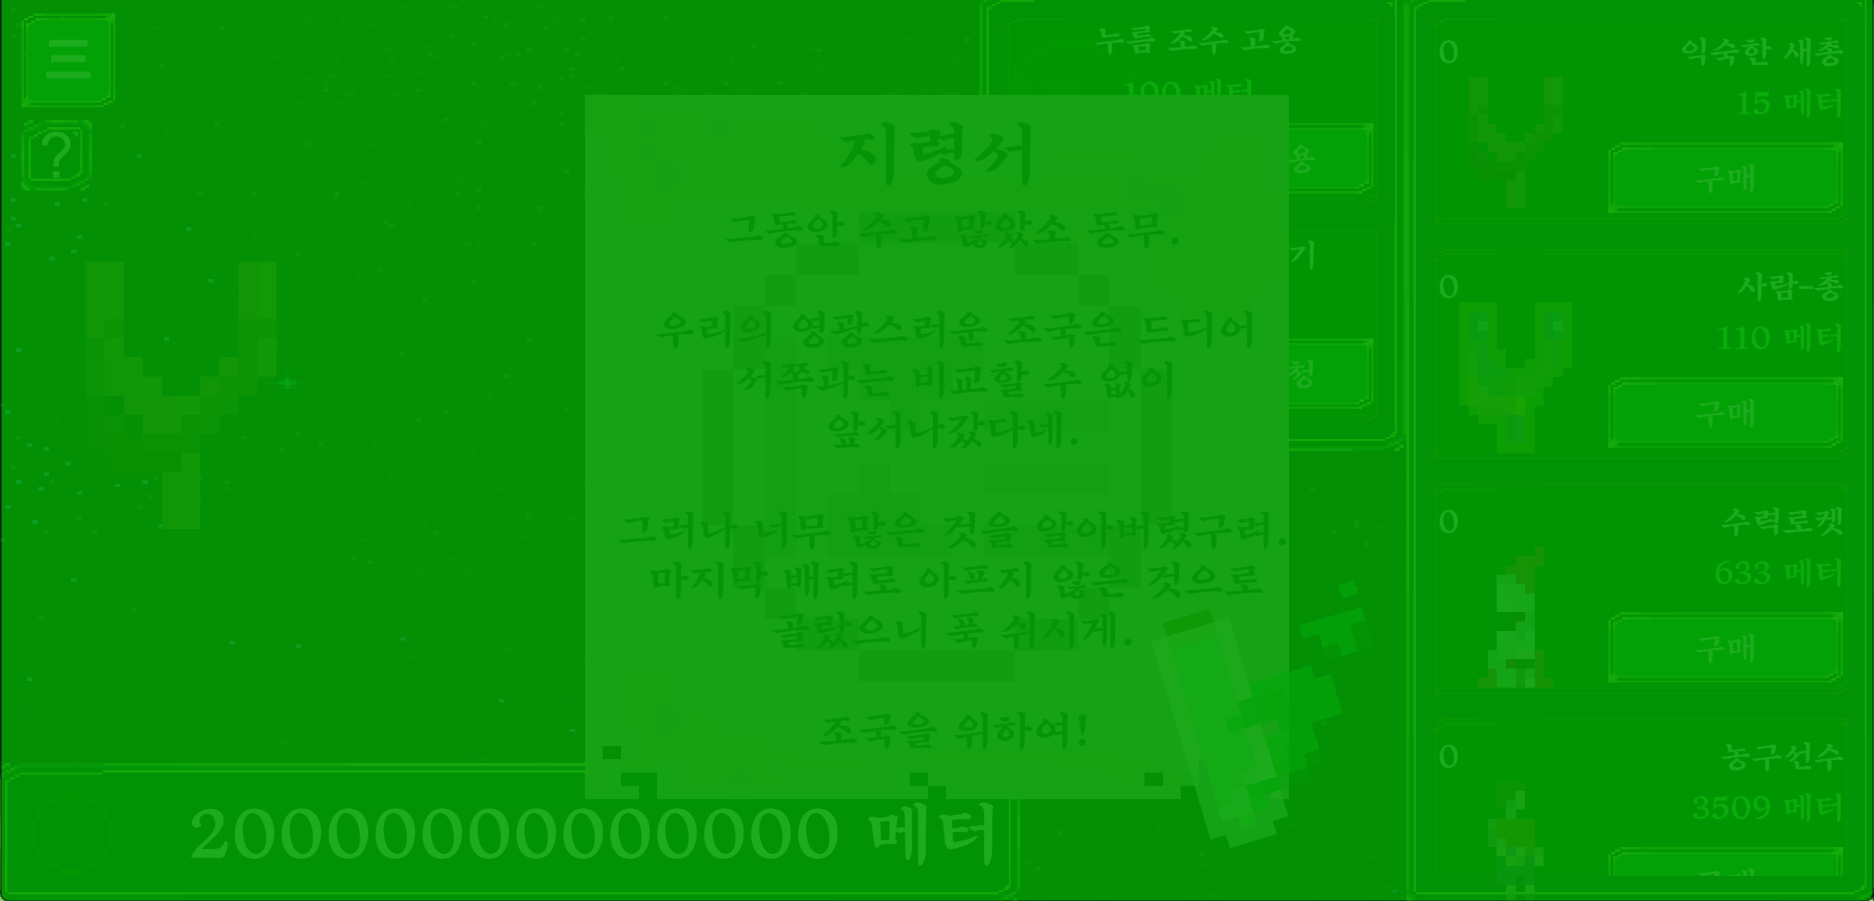 누름 조수 고용
100 메터
용
기
청
?
지령서
그동안 수고 많았소 동무.
우리의 영광스러운 조국은 드디어
서쪽과는 비교할 수 없이
앞서나갔다네.
그러나 너무 많은 것을 알아버렸구려.
마지막 배려로 아프지 않은 것으로
골랐으니 푹 쉬시게.
조국을 위하여!
200000000000000 메터
0
익숙한 새총
15 메터
구매
0
사람-총
110 메터
구매
0
수력로켓
633 메터
구매
0
농구선수
3509 메터